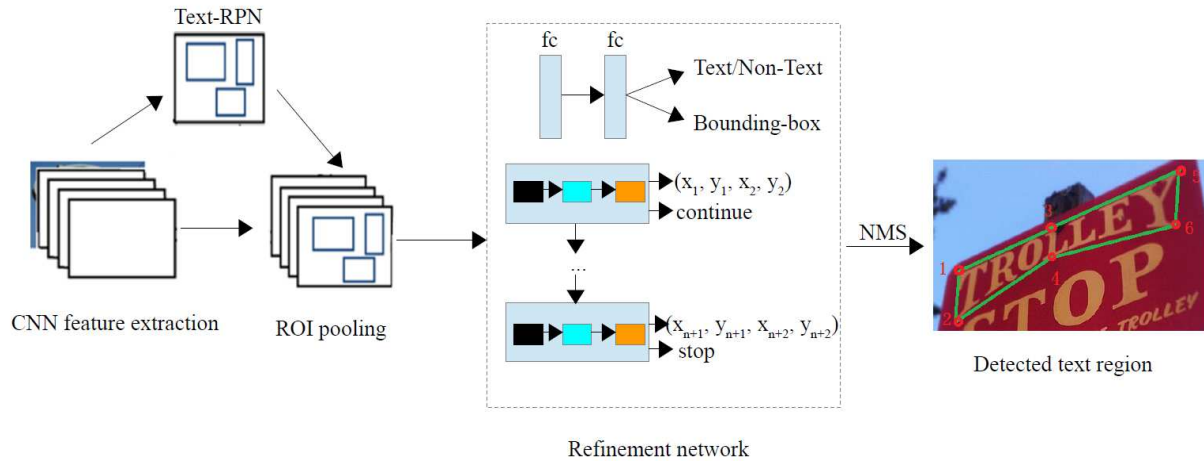 Text-RPN
CNN feature extraction
ROI pooling
fc fc
Text/Non-Text
Bounding-box
(x₁, y₁, x₂, y₂)
continue
...
(xₙ₊₁, yₙ₊₁, xₙ₊₂, yₙ₊₂)
stop
Refinement network
NMS
1
2
3
4
5
6
TROLLEY
STOP
TROLLEY
Detected text region